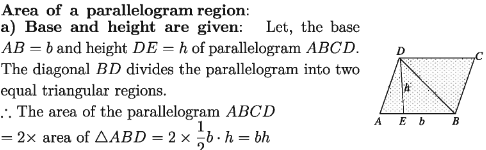 Area of a parallelogram region:
a) Base and height are given: Let, the base
AB = b and height DE = h of parallelogram ABCD.
The diagonal BD divides the parallelogram into two
equal triangular regions.
∴ The area of the parallelogram ABCD
= 2× area of △ABD = 2 × 1/2 b · h = bh
D C
h
A E b B